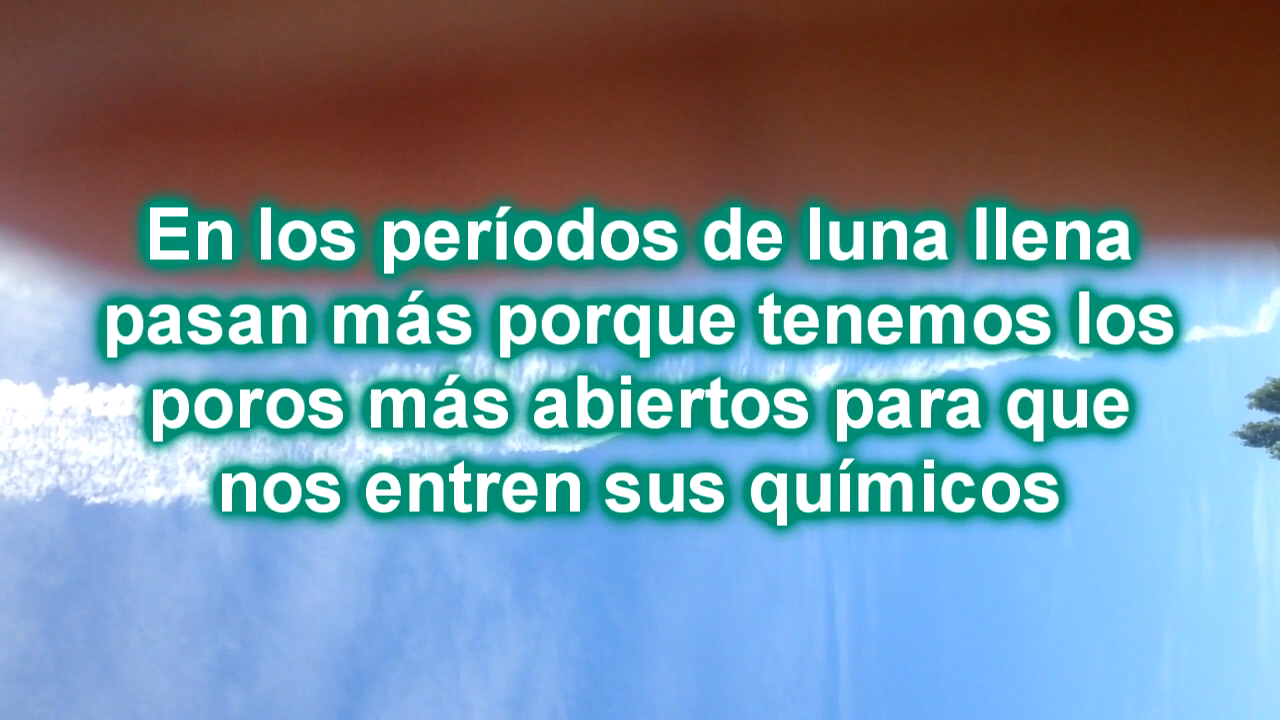 En los períodos de luna llena
pasan más porque tenemos los
poros más abiertos para que
nos entren sus químicos